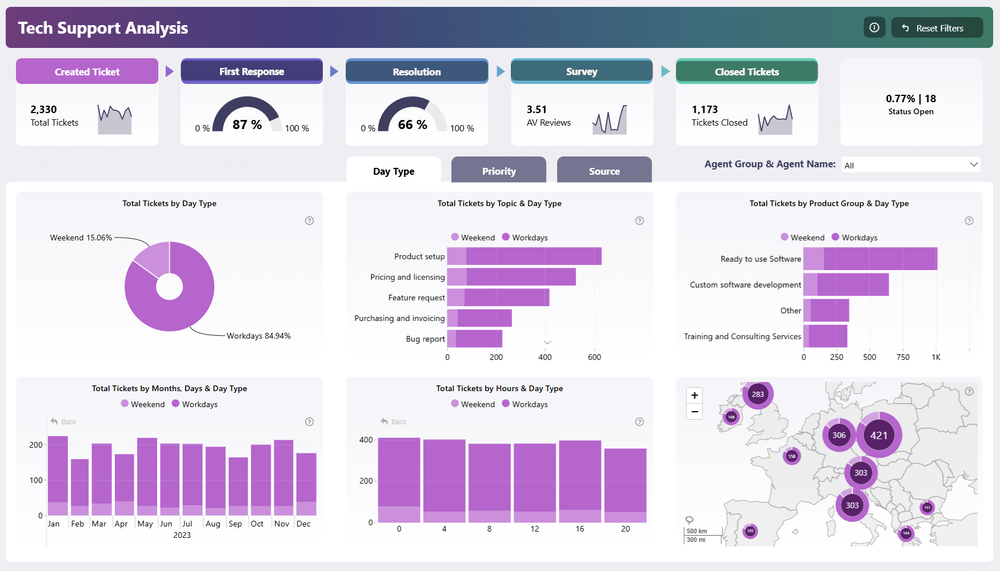 Tech Support Analysis
Reset Filters
Created Ticket
First Response
Resolution
Survey
Closed Tickets
2,330
Total Tickets
0 %
87 %
100 %
0 %
66 %
100 %
3.51
AV Reviews
1,173
Tickets Closed
0.77% | 18
Status Open
Day Type
Priority
Source
Agent Group & Agent Name:
All
Total Tickets by Day Type
?
Weekend 15.06%
Workdays 84.94%
Total Tickets by Topic & Day Type
?
Weekend
Workdays
Product setup
Pricing and licensing
Feature request
Purchasing and invoicing
Bug report
0
200
400
600
Total Tickets by Product Group & Day Type
?
Weekend
Workdays
Ready to use Software
Custom software development
Other
Training and Consulting Services
0
250
500
750
1K
Total Tickets by Months, Days & Day Type
Weekend
Workdays
Back
?
200
100
0
Jan
Feb
Mar
Apr
May
Jun
Jul
Aug
Sep
Oct
Nov
Dec
2023
Total Tickets by Hours & Day Type
Weekend
Workdays
Back
?
400
200
0
0
4
8
12
16
20
+
−
?
283
148
306
421
158
303
303
131
133
144
500 km
300 mi